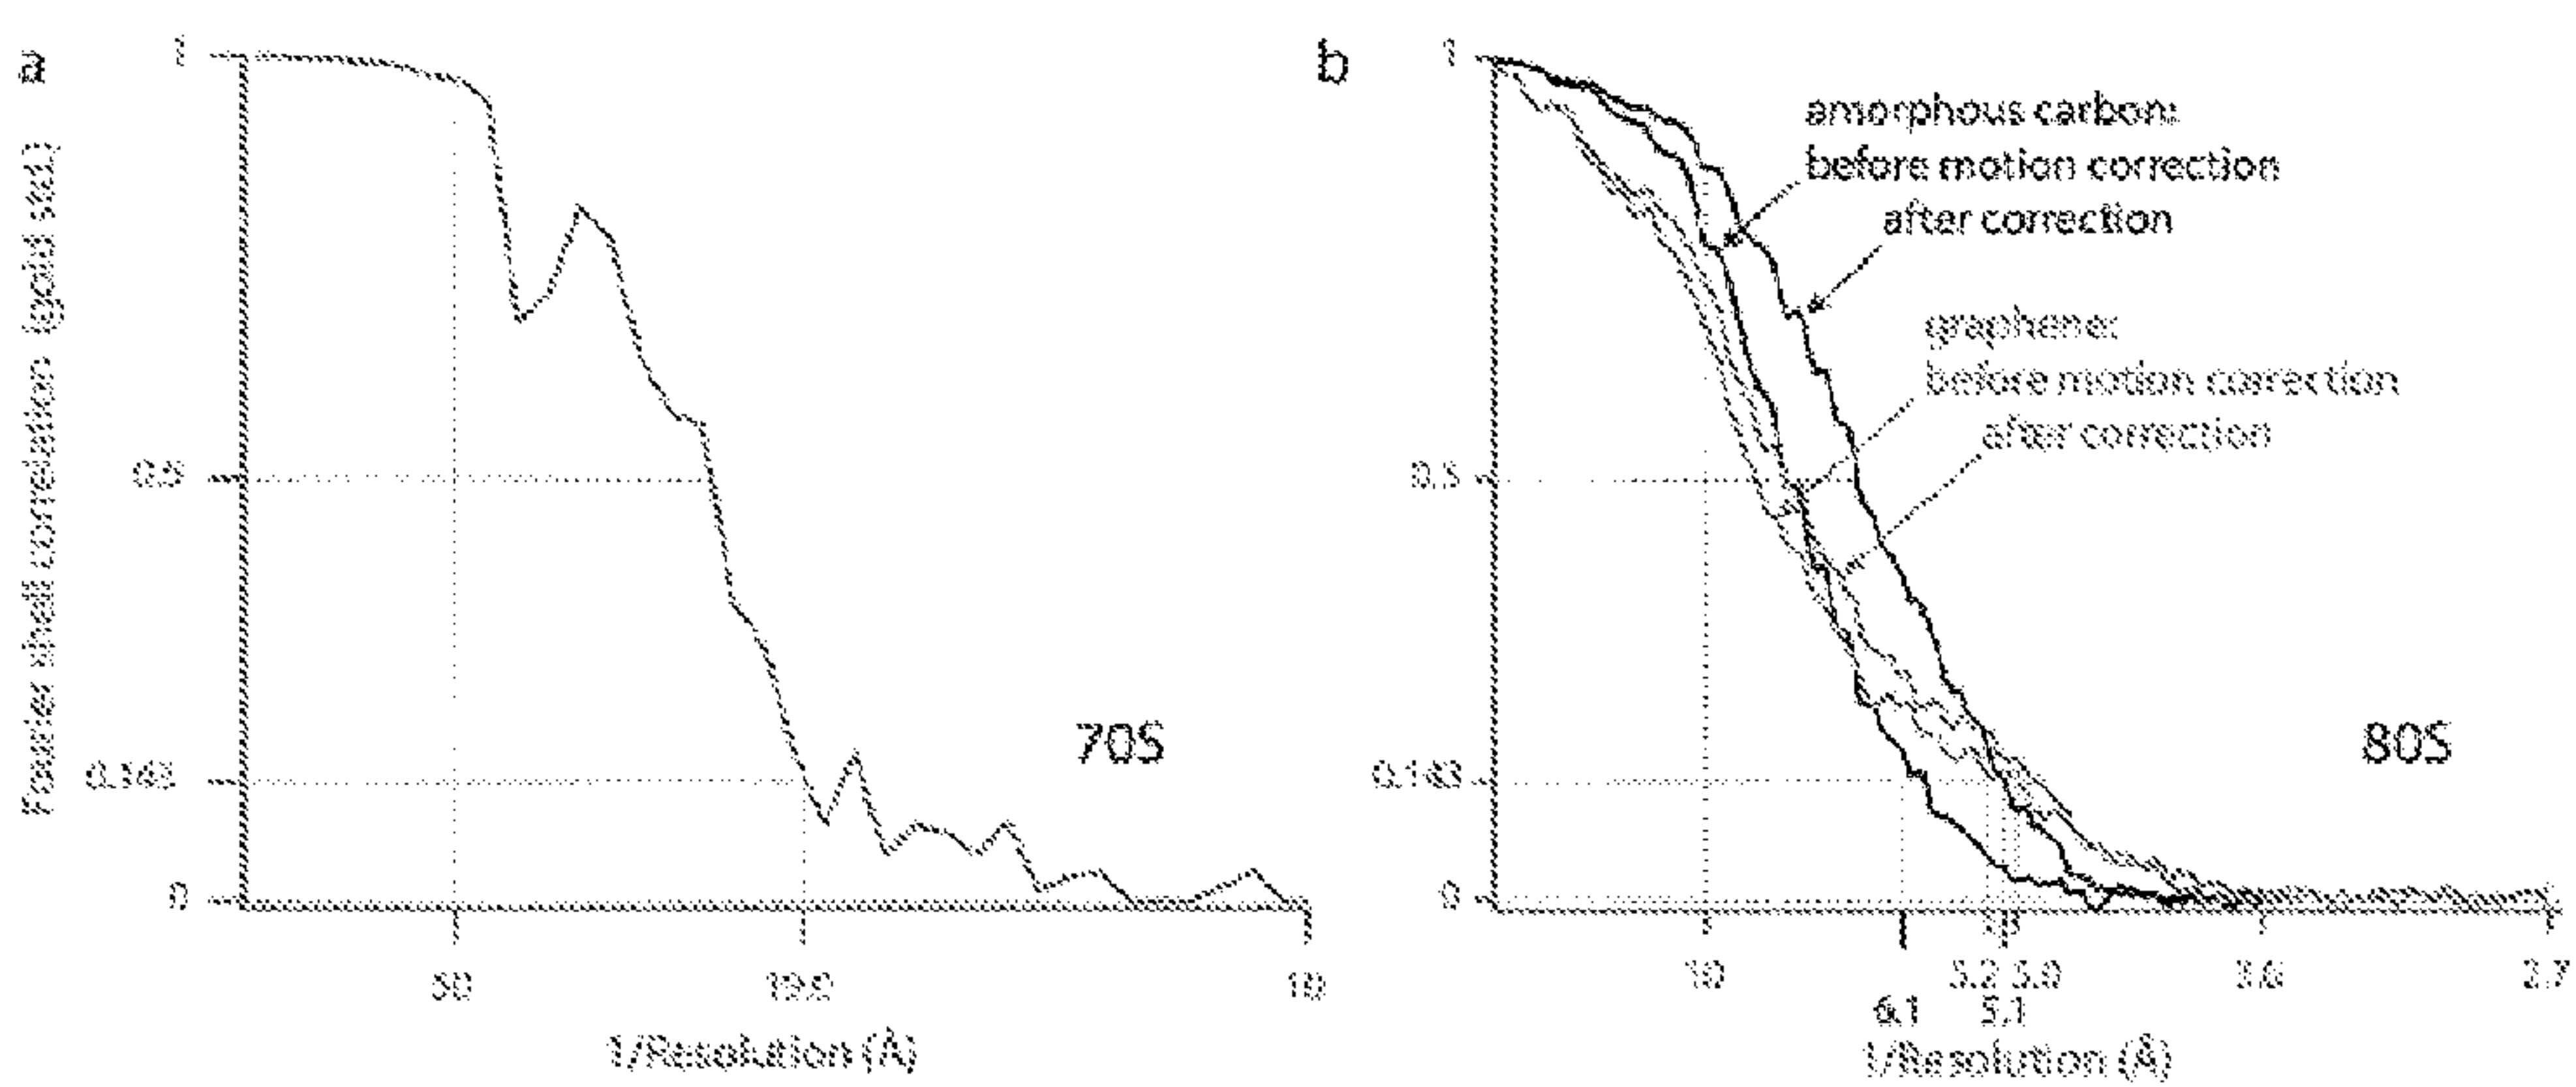 a
Fourier shell correlation (gold std.)
1
0.5
0.143
0
70S
50
19.0
10
1/Resolution (Å)
b
1
0.5
0.143
0
amorphous carbon:
before motion correction
after correction
graphene:
before motion correction
after correction
80S
10
5.2 5.0
3.6
2.7
6.1
5.1
1/Resolution (Å)